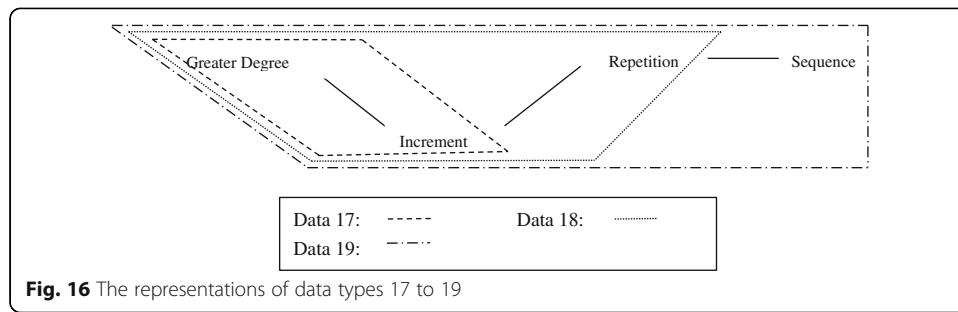 Greater Degree
Repetition
Sequence
Increment
Data 17:
Data 18:
Data 19:
Fig. 16 The representations of data types 17 to 19